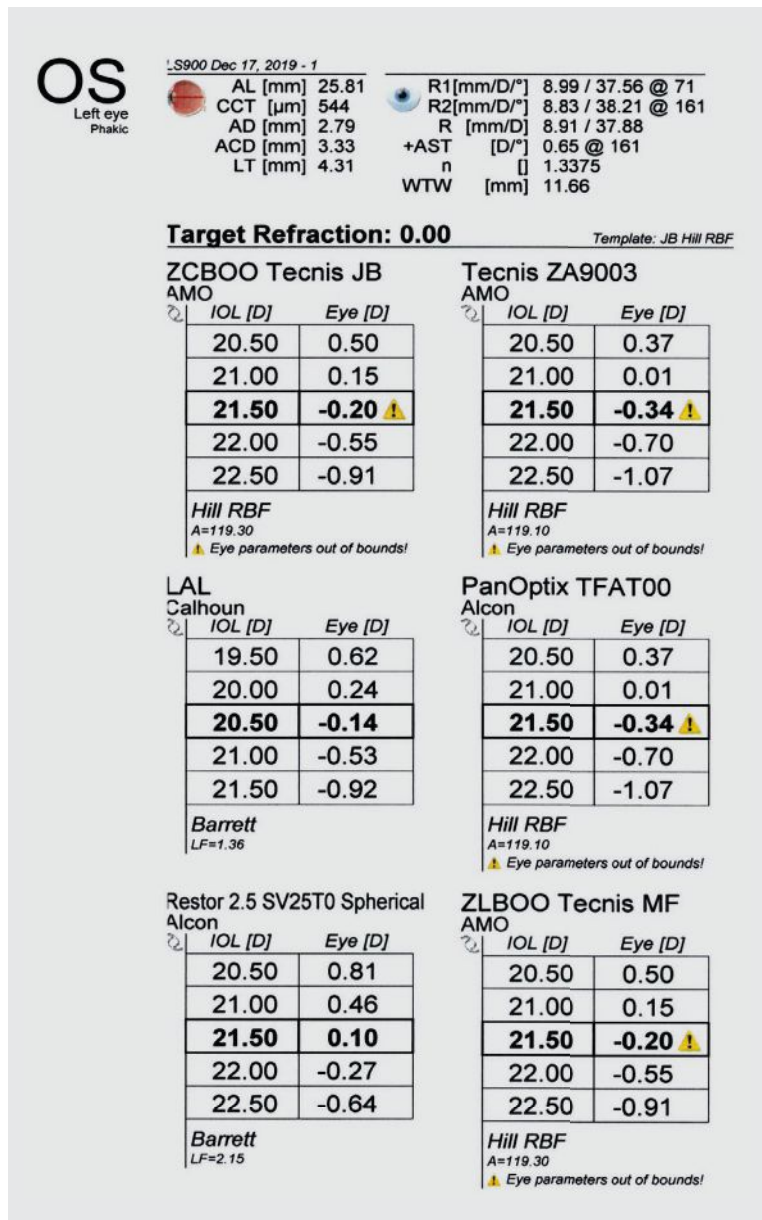 OS
Left eye
Phakic
LS900 Dec 17, 2019 - 1
AL [mm] 25.81
CCT [µm] 544
AD [mm] 2.79
ACD [mm] 3.33
LT [mm] 4.31
R1[mm/D/°] 8.99 / 37.56 @ 71
R2[mm/D/°] 8.83 / 38.21 @ 161
R [mm/D] 8.91 / 37.88
+AST [D/°] 0.65 @ 161
n [] 1.3375
WTW [mm] 11.66
Target Refraction: 0.00
Template: JB Hill RBF
ZCBOO Tecnis JB
AMO
IOL [D] Eye [D]
20.50 0.50
21.00 0.15
21.50 -0.20
22.00 -0.55
22.50 -0.91
Hill RBF
A=119.30
Eye parameters out of bounds!
Tecnis ZA9003
AMO
IOL [D] Eye [D]
20.50 0.37
21.00 0.01
21.50 -0.34
22.00 -0.70
22.50 -1.07
Hill RBF
A=119.10
Eye parameters out of bounds!
LAL
Calhoun
IOL [D] Eye [D]
19.50 0.62
20.00 0.24
20.50 -0.14
21.00 -0.53
21.50 -0.92
Barrett
LF=1.36
PanOptix TFAT00
Alcon
IOL [D] Eye [D]
20.50 0.37
21.00 0.01
21.50 -0.34
22.00 -0.70
22.50 -1.07
Hill RBF
A=119.10
Eye parameters out of bounds!
Restor 2.5 SV25T0 Spherical
Alcon
IOL [D] Eye [D]
20.50 0.81
21.00 0.46
21.50 0.10
22.00 -0.27
22.50 -0.64
Barrett
LF=2.15
ZLBOO Tecnis MF
AMO
IOL [D] Eye [D]
20.50 0.50
21.00 0.15
21.50 -0.20
22.00 -0.55
22.50 -0.91
Hill RBF
A=119.30
Eye parameters out of bounds!